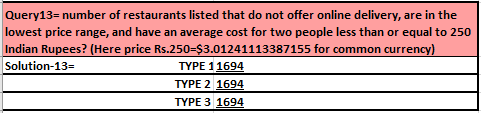 Query13= number of restaurants listed that do not offer online delivery, are in the
lowest price range, and have an average cost for two people less than or equal to 250
Indian Rupees? (Here price Rs.250=$3.01241113387155 for common currency)
Solution-13= TYPE 1 1694
TYPE 2 1694
TYPE 3 1694